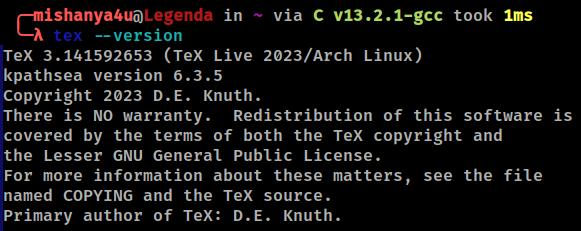 mishanya4u@Legenda in ~ via C v13.2.1-gcc took 1ms
λ tex --version
TeX 3.141592653 (TeX Live 2023/Arch Linux)
kpathsea version 6.3.5
Copyright 2023 D.E. Knuth.
There is NO warranty.  Redistribution of this software is
covered by the terms of both the TeX copyright and
the Lesser GNU General Public License.
For more information about these matters, see the file
named COPYING and the TeX source.
Primary author of TeX: D.E. Knuth.